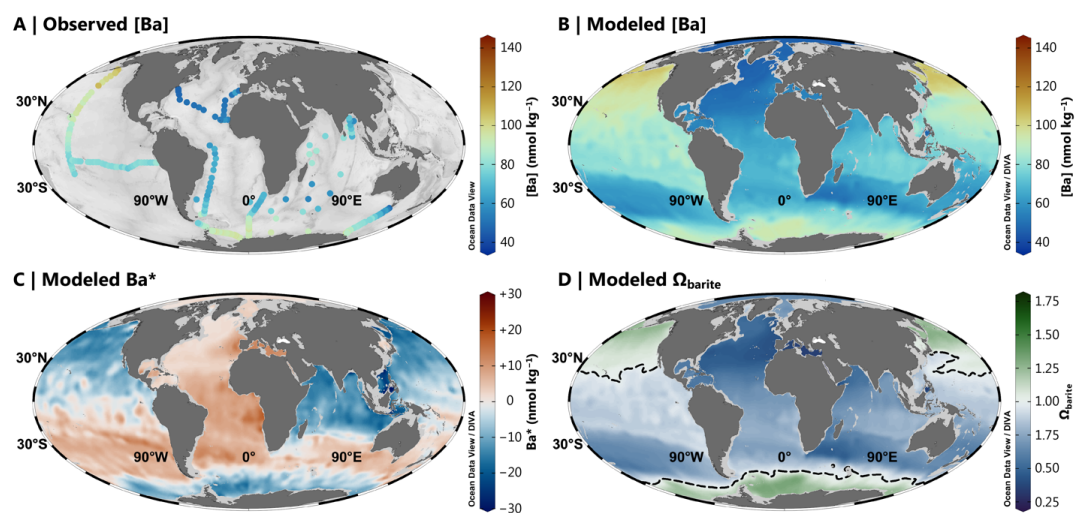 A | Observed [Ba]
140
120
100
80
60
40
[Ba] (nmol kg⁻¹)
Ocean Data View
30°N
30°S
90°W
0°
90°E
B | Modeled [Ba]
140
120
100
80
60
40
[Ba] (nmol kg⁻¹)
Ocean Data View / DIVA
30°N
30°S
90°W
0°
90°E
C | Modeled Ba*
+30
+20
+10
0
−10
−20
−30
Ba* (nmol kg⁻¹)
Ocean Data View / DIVA
30°N
30°S
90°W
0°
90°E
D | Modeled Ωbarite
1.75
1.50
1.25
1.00
1.75
0.50
0.25
Ωbarite
Ocean Data View / DIVA
30°N
30°S
90°W
0°
90°E